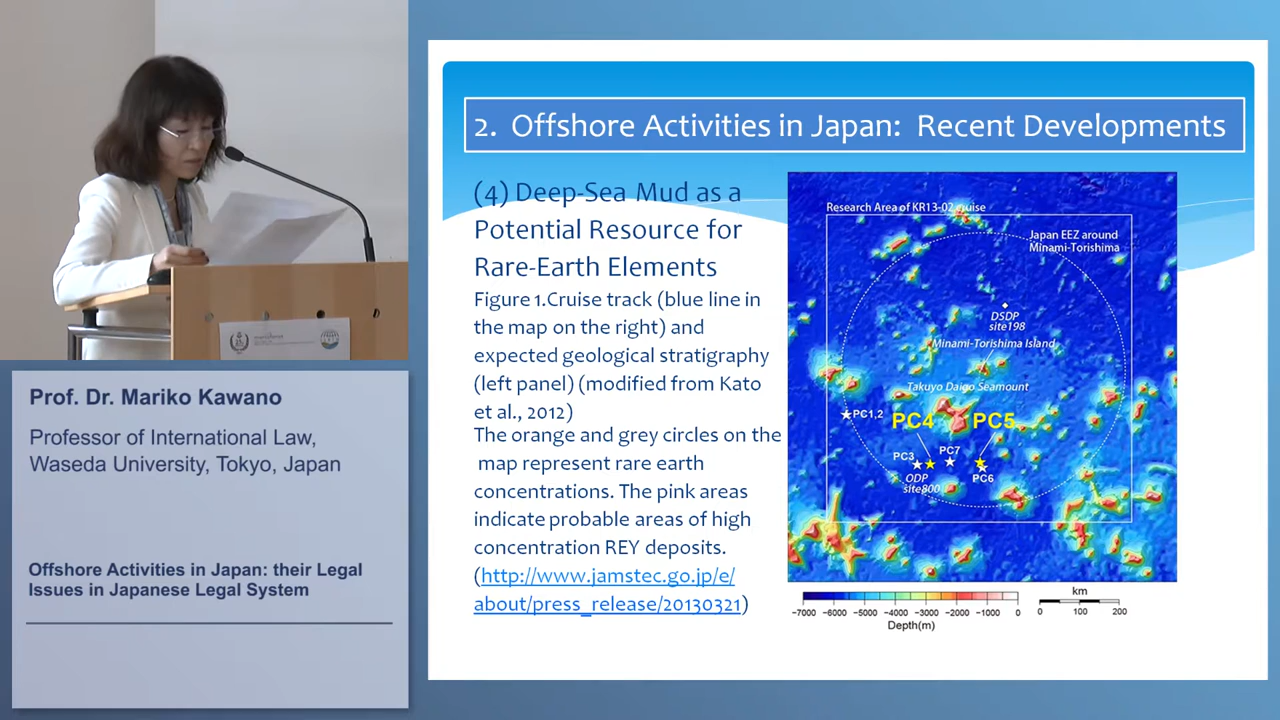 2. Offshore Activities in Japan: Recent Developments
(4) Deep-Sea Mud as a
Potential Resource for
Rare-Earth Elements
Figure 1.Cruise track (blue line in
the map on the right) and
expected geological stratigraphy
(left panel) (modified from Kato
et al., 2012)
The orange and grey circles on the
map represent rare earth
concentrations. The pink areas
indicate probable areas of high
concentration REY deposits.
(http://www.jamstec.go.jp/e/
about/press_release/20130321)
Research Area of KR13-02 cruise
Japan EEZ around
Minami-Torishima
DSDP
site198
Minami-Torishima Island
Takuyo Daigo Seamount
PC1,2
PC4
PC5
PC3
PC7
PC6
ODP
site800
−7000 −6000 −5000 −4000 −3000 −2000 −1000 0
Depth(m)
km
0 100 200
Prof. Dr. Mariko Kawano
Professor of International Law,
Waseda University, Tokyo, Japan
Offshore Activities in Japan: their Legal
Issues in Japanese Legal System